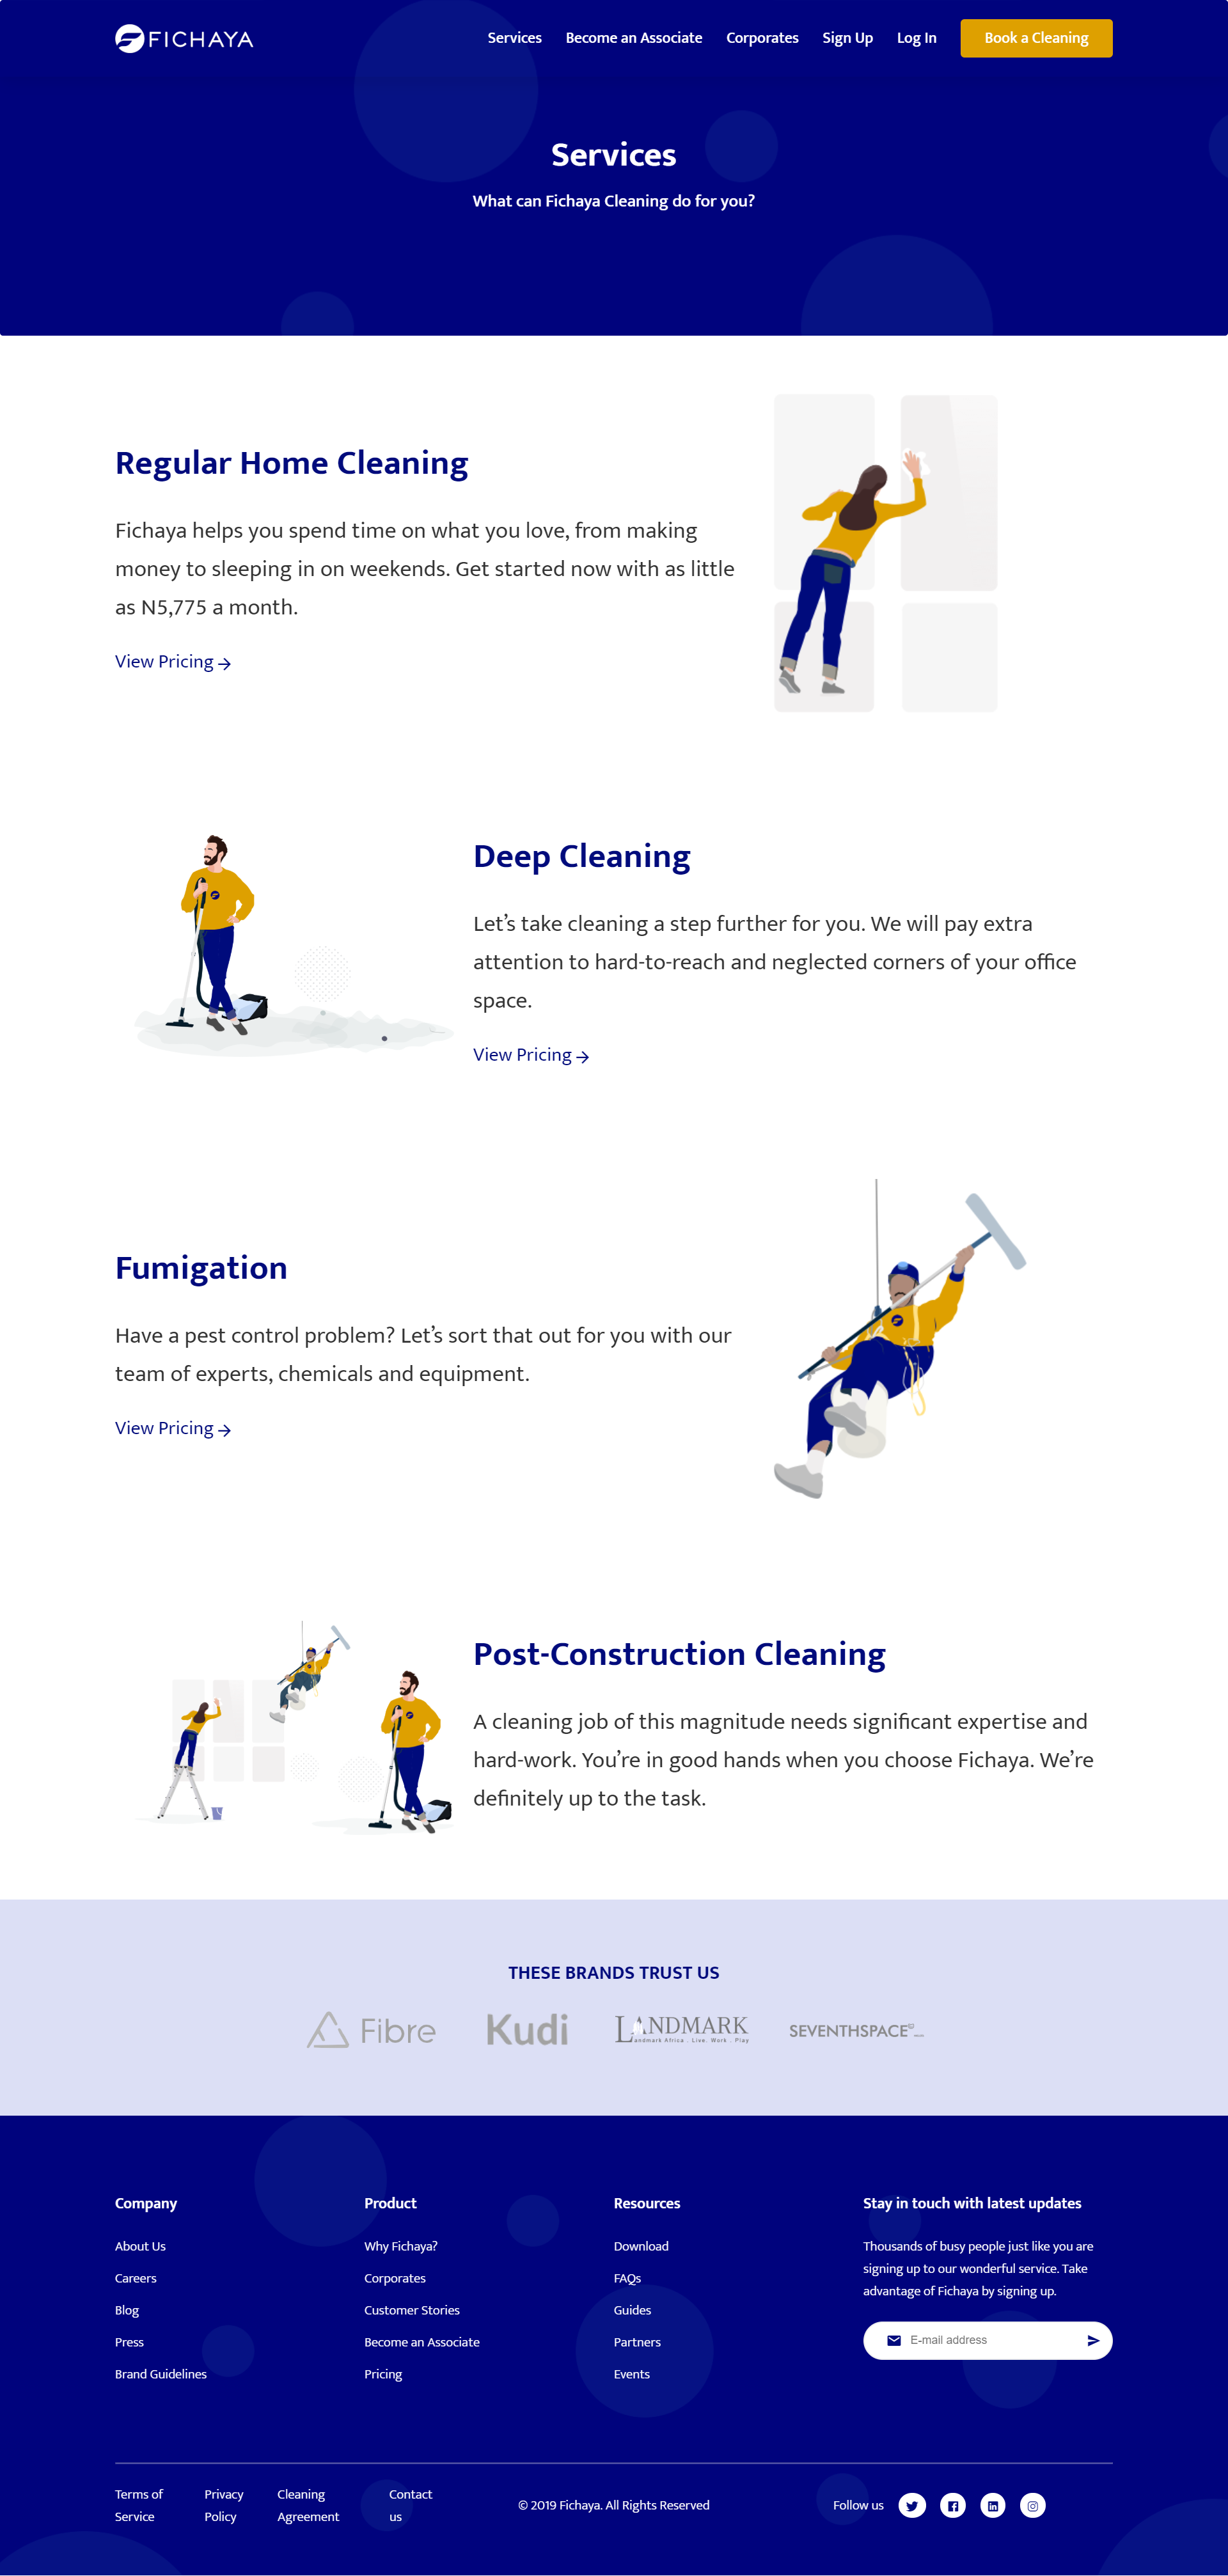 FICHAYA
Services
Become an Associate
Corporates
Sign Up
Log In
Book a Cleaning
Services
What can Fichaya Cleaning do for you?
Regular Home Cleaning
Fichaya helps you spend time on what you love, from making
money to sleeping in on weekends. Get started now with as little
as N5,775 a month.
View Pricing
Deep Cleaning
Let’s take cleaning a step further for you. We will pay extra
attention to hard-to-reach and neglected corners of your office
space.
View Pricing
Fumigation
Have a pest control problem? Let’s sort that out for you with our
team of experts, chemicals and equipment.
View Pricing
Post-Construction Cleaning
A cleaning job of this magnitude needs significant expertise and
hard-work. You’re in good hands when you choose Fichaya. We’re
definitely up to the task.
THESE BRANDS TRUST US
Fibre
Kudi
LANDMARK
Landmark Africa . Live. Work . Play
SEVENTHSPACE
Company
About Us
Careers
Blog
Press
Brand Guidelines
Product
Why Fichaya?
Corporates
Customer Stories
Become an Associate
Pricing
Resources
Download
FAQs
Guides
Partners
Events
Stay in touch with latest updates
Thousands of busy people just like you are
signing up to our wonderful service. Take
advantage of Fichaya by signing up.
E-mail address
Terms of
Service
Privacy
Policy
Cleaning
Agreement
Contact
us
© 2019 Fichaya. All Rights Reserved
Follow us